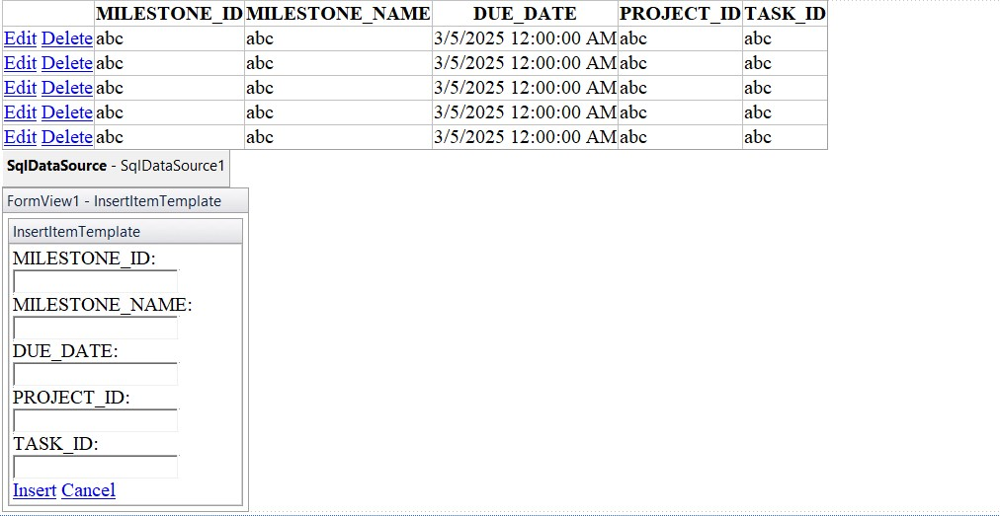 MILESTONE_ID MILESTONE_NAME DUE_DATE PROJECT_ID TASK_ID
Edit Delete abc abc 3/5/2025 12:00:00 AM abc abc
Edit Delete abc abc 3/5/2025 12:00:00 AM abc abc
Edit Delete abc abc 3/5/2025 12:00:00 AM abc abc
Edit Delete abc abc 3/5/2025 12:00:00 AM abc abc
Edit Delete abc abc 3/5/2025 12:00:00 AM abc abc
SqlDataSource - SqlDataSource1
FormView1 - InsertItemTemplate
InsertItemTemplate
MILESTONE_ID:
MILESTONE_NAME:
DUE_DATE:
PROJECT_ID:
TASK_ID:
Insert Cancel